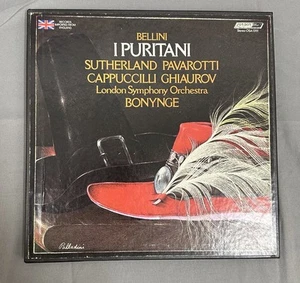 BELLINI
I PURITANI
SUTHERLAND PAVAROTTI
CAPPUCCILLI GHIAUROV
London Symphony Orchestra
BONYNGE